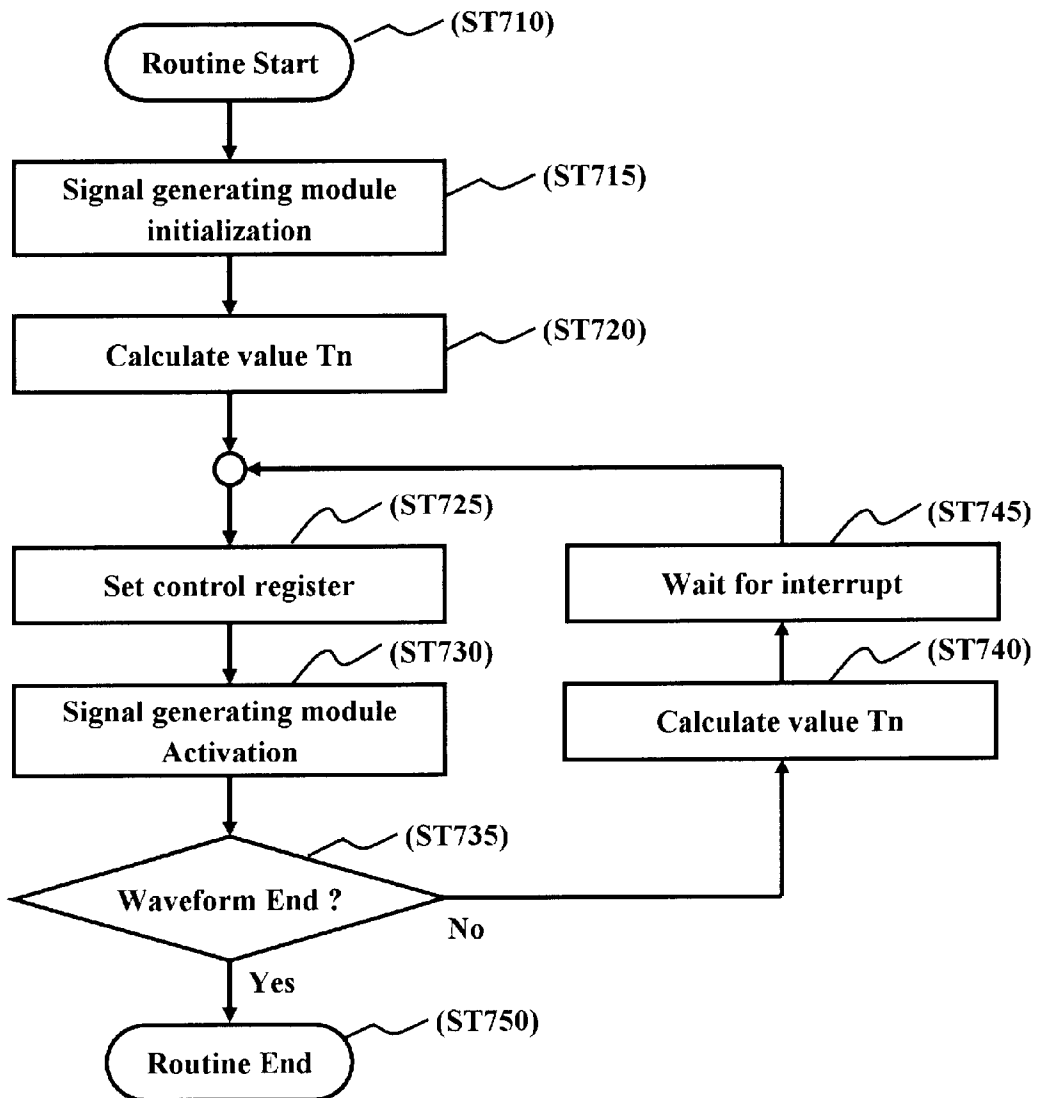 (ST710)
Routine Start
(ST715)
Signal generating module
initialization
(ST720)
Calculate value Tn
(ST725)
Set control register
(ST745)
Wait for interrupt
(ST730)
Signal generating module
Activation
(ST740)
Calculate value Tn
(ST735)
Waveform End ?
No
Yes
(ST750)
Routine End